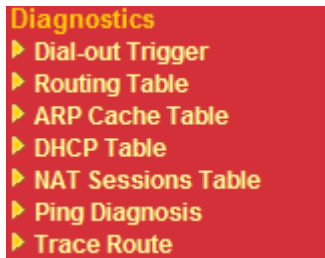 Diagnostics
Dial-out Trigger
Routing Table
ARP Cache Table
DHCP Table
NAT Sessions Table
Ping Diagnosis
Trace Route